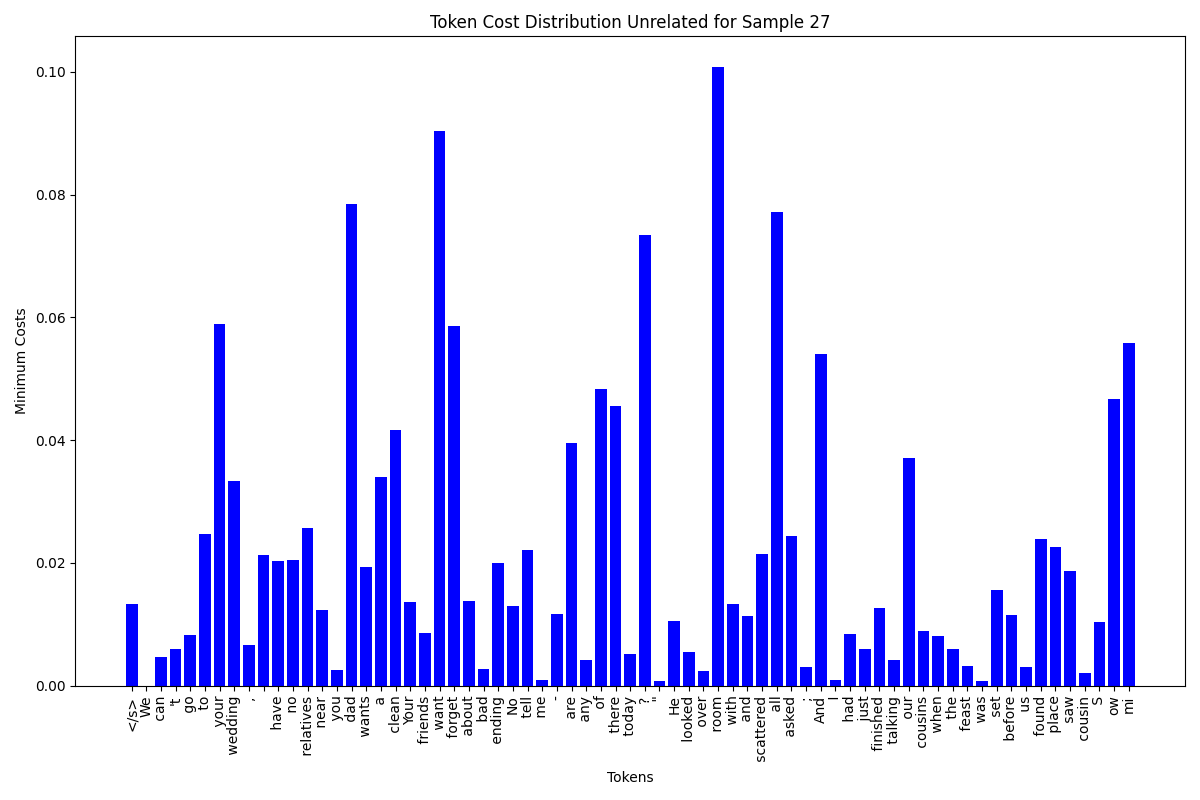 Token Cost Distribution Unrelated for Sample 27
0.10
0.08
0.06
0.04
0.02
0.00
Minimum Costs
</s>
We
can
't
go
to
your
wedding
,
have
no
relatives
near
you
dad
wants
a
clean
Your
friends
want
forget
about
bad
ending
No
tell
me
-
are
any
of
there
today
?
"
He
looked
over
room
with
and
scattered
all
asked
;
And
I
had
just
finished
talking
our
cousins
when
the
feast
was
set
before
us
found
place
saw
cousin
S
ow
mi
Tokens